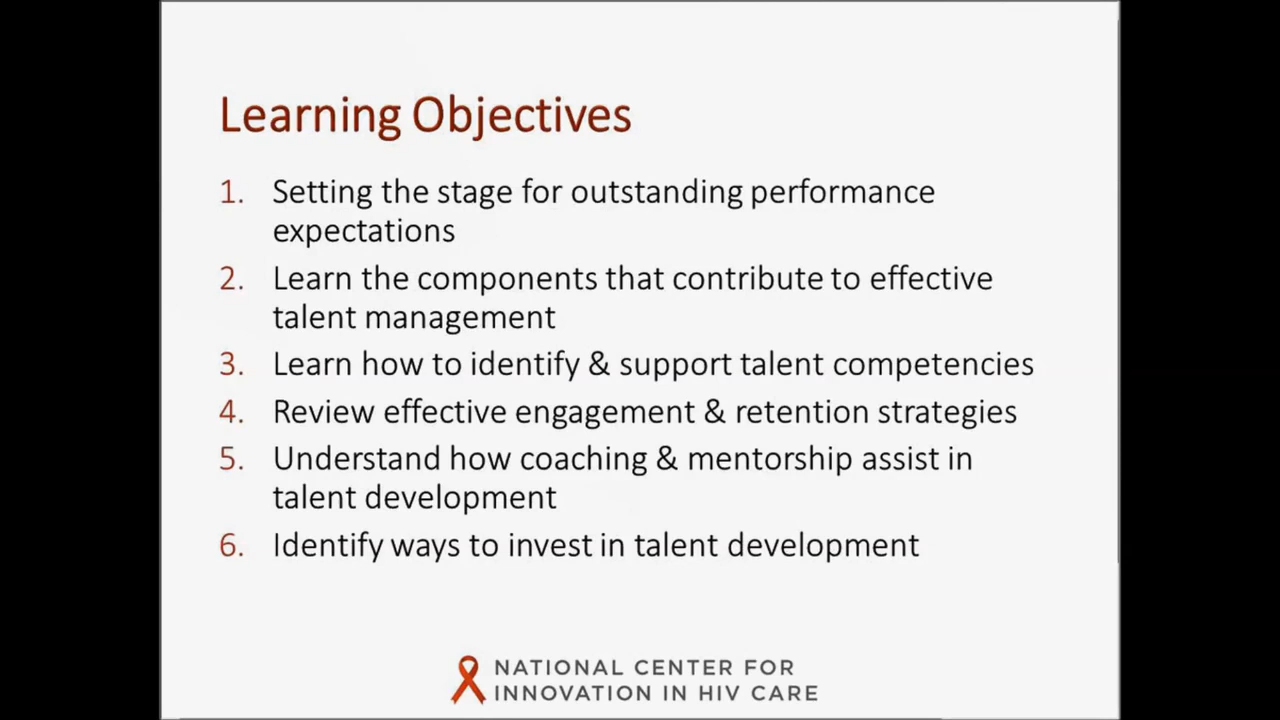 Learning Objectives
1. Setting the stage for outstanding performance
expectations
2. Learn the components that contribute to effective
talent management
3. Learn how to identify & support talent competencies
4. Review effective engagement & retention strategies
5. Understand how coaching & mentorship assist in
talent development
6. Identify ways to invest in talent development
NATIONAL CENTER FOR
INNOVATION IN HIV CARE